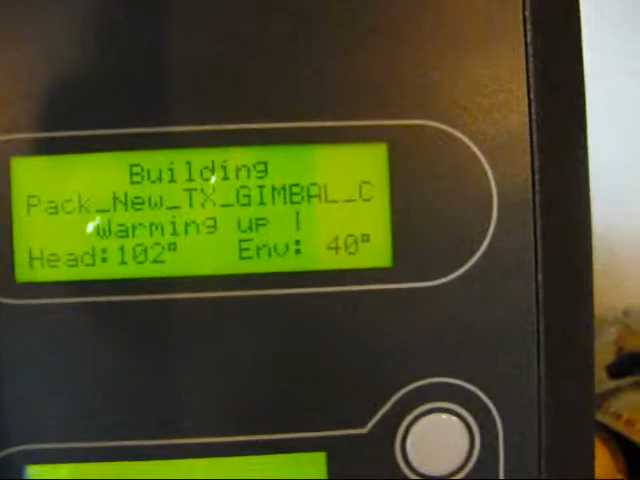 Building
Pack_New_TX_GIMBAL_C
Warming up |
Head:102° Env: 40°